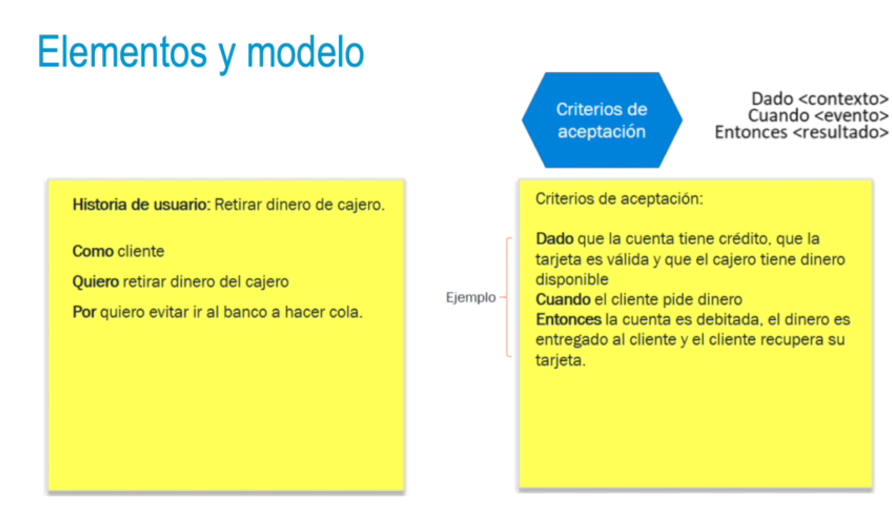 Elementos y modelo
Criterios de
aceptación
Dado <contexto>
Cuando <evento>
Entonces <resultado>
Historia de usuario: Retirar dinero de cajero.
Como cliente
Quiero retirar dinero del cajero
Por quiero evitar ir al banco a hacer cola.
Ejemplo
Criterios de aceptación:
Dado que la cuenta tiene crédito, que la
tarjeta es válida y que el cajero tiene dinero
disponible
Cuando el cliente pide dinero
Entonces la cuenta es debitada, el dinero es
entregado al cliente y el cliente recupera su
tarjeta.